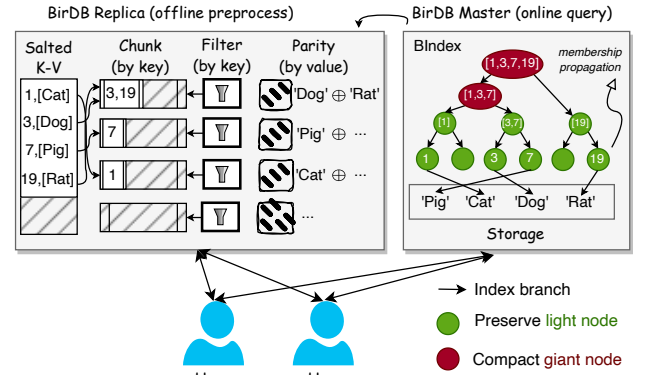 BirDB Replica (offline preprocess)
BirDB Master (online query)
Salted
K-V
Chunk
(by key)
Filter
(by key)
Parity
(by value)
1,[Cat]
3,[Dog]
7,[Pig]
19,[Rat]
3,19
7
1
'Dog' ⊕ 'Rat'
'Pig' ⊕ ...
'Cat' ⊕ ...
...
BIndex
membership
propagation
[1,3,7,19]
[1,3,7]
[1]
[3,7]
[19]
1
3
7
19
'Pig'
'Cat'
'Dog'
'Rat'
Storage
Index branch
Preserve light node
Compact giant node